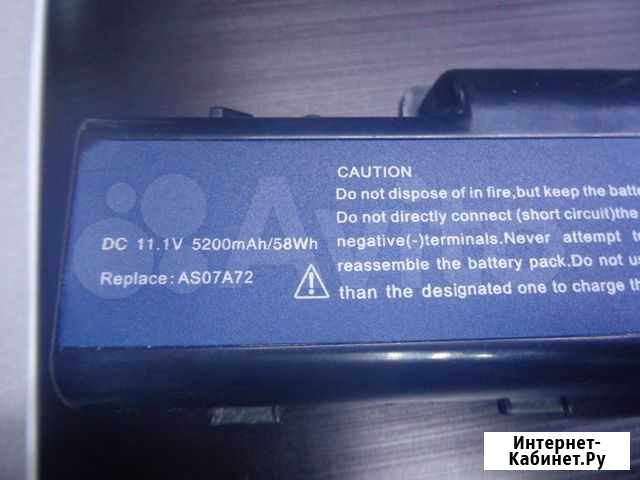 CAUTION
Do not dispose of in fire,but keep the batt
Do not directly connect (short circuit)the
DC 11.1V 5200mAh/58Wh
negative(-)terminals.Never attempt t
Replace: AS07A72
reassemble the battery pack.Do not us
than the designated one to charge th
Avito
Интернет-
Кабинет.Ру